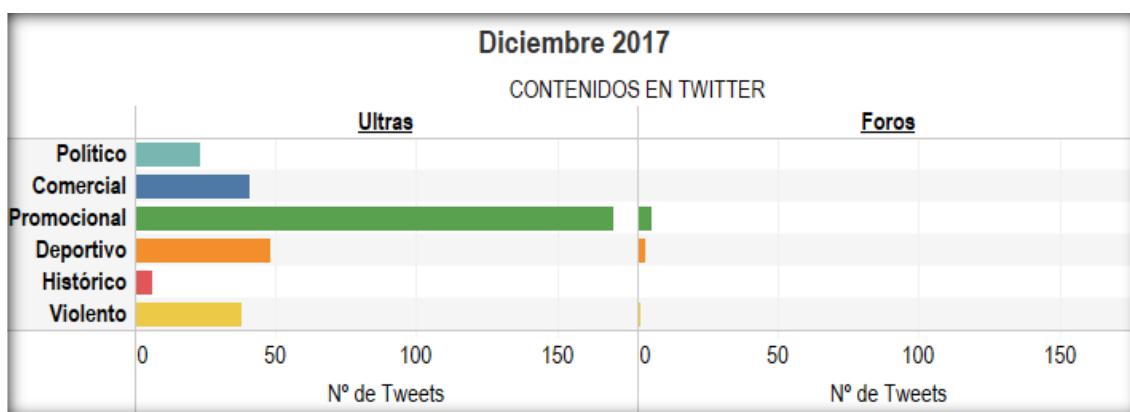 Diciembre 2017
CONTENIDOS EN TWITTER
Ultras Foros
Político
Comercial
Promocional
Deportivo
Histórico
Violento
0 50 100 150 0 50 100 150
Nº de Tweets Nº de Tweets